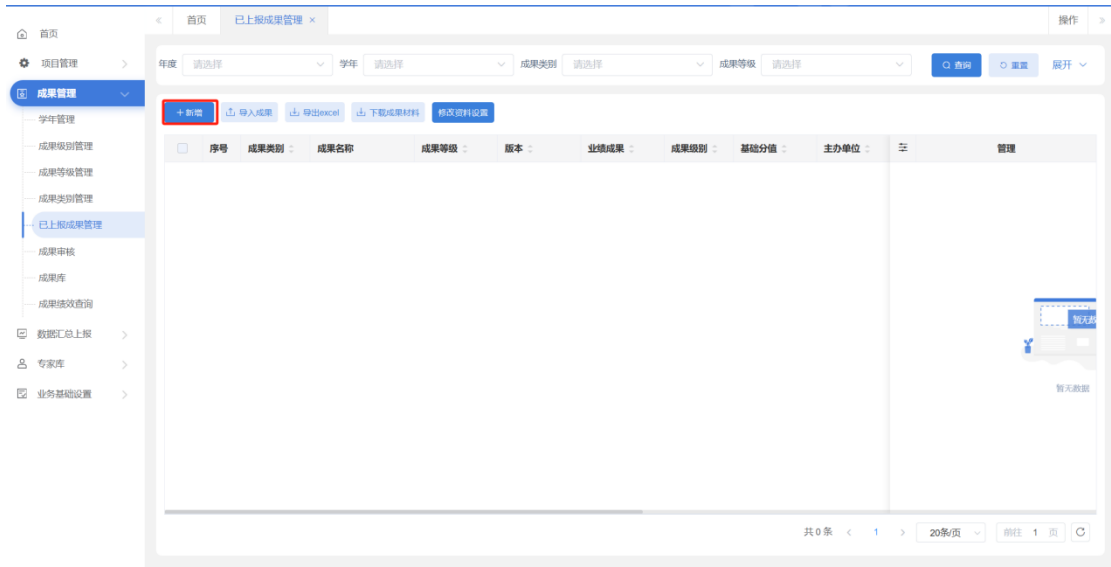 首页
项目管理
成果管理
学年管理
成果级别管理
成果等级管理
成果类别管理
已上报成果管理
成果审核
成果库
成果绩效查询
数据汇总上报
专家库
业务基础设置
首页 已上报成果管理 × 操作
年度 请选择 学年 请选择 成果类别 请选择 成果等级 请选择 查询 重置 展开
+新增 导入成果 导出excel 下载成果材料 修改资料设置
序号 成果类别 成果名称 成果等级 版本 业绩成果 成果级别 基础分值 主办单位 管理
暂无数
暂无数据
共0条 < 1 > 20条/页 前往 1 页